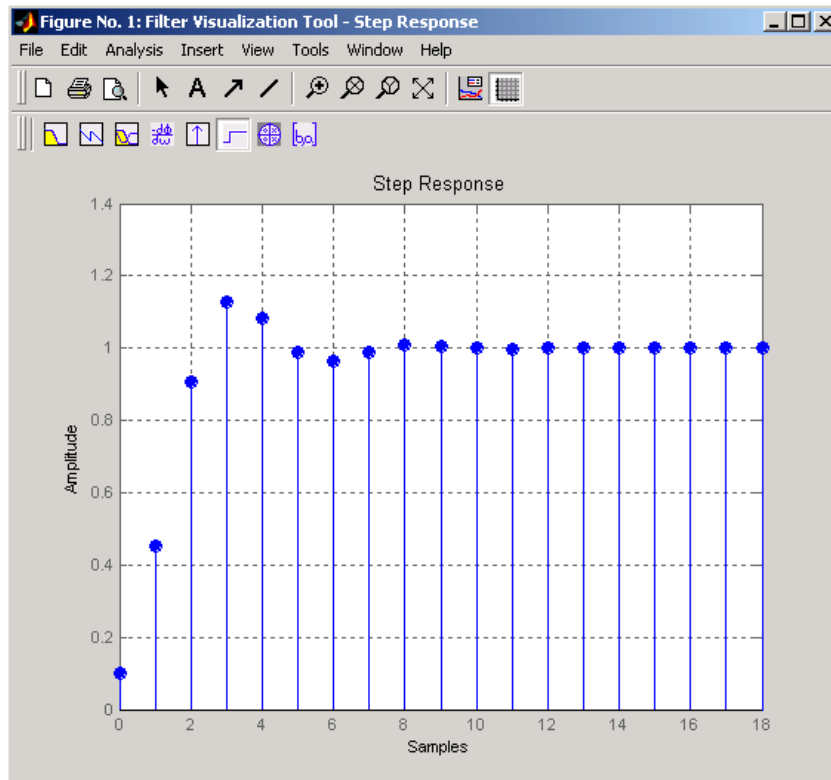 Figure No. 1: Filter Visualization Tool - Step Response
File Edit Analysis Insert View Tools Window Help
A
[b,a]
Step Response
1.4
1.2
1
0.8
0.6
0.4
0.2
0
Amplitude
0 2 4 6 8 10 12 14 16 18
Samples